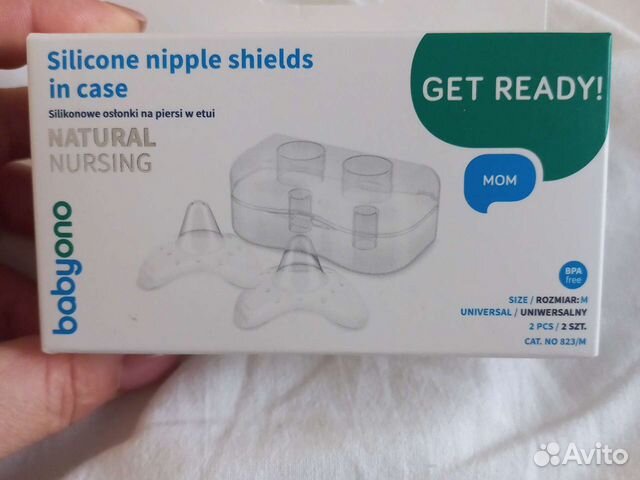 Silicone nipple shields
in case
Silikonowe osłonki na piersi w etui
NATURAL
NURSING
babyono
GET READY!
MOM
BPA
free
SIZE / ROZMIAR: M
UNIVERSAL / UNIWERSALNY
2 PCS / 2 SZT.
CAT. NO 823/M
Avito